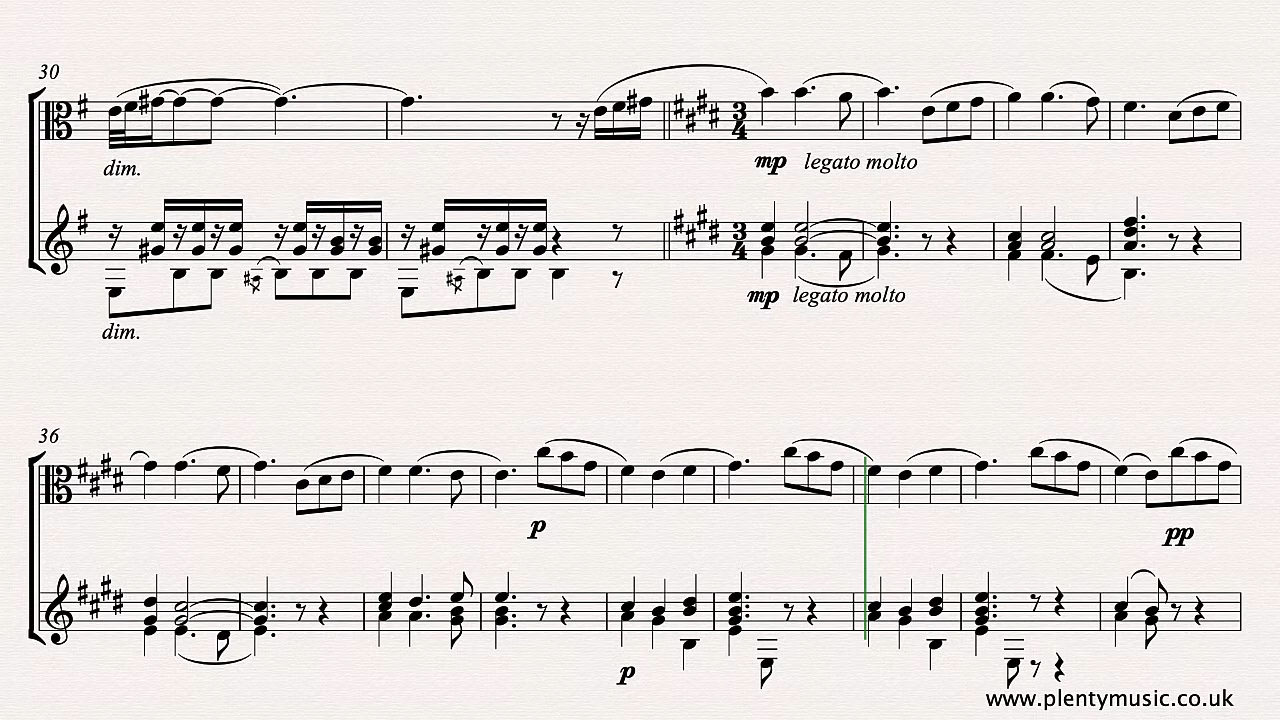 30
dim.
3
4
mp legato molto
3
4
mp legato molto
dim.
36
p
pp
p
www.plentymusic.co.uk